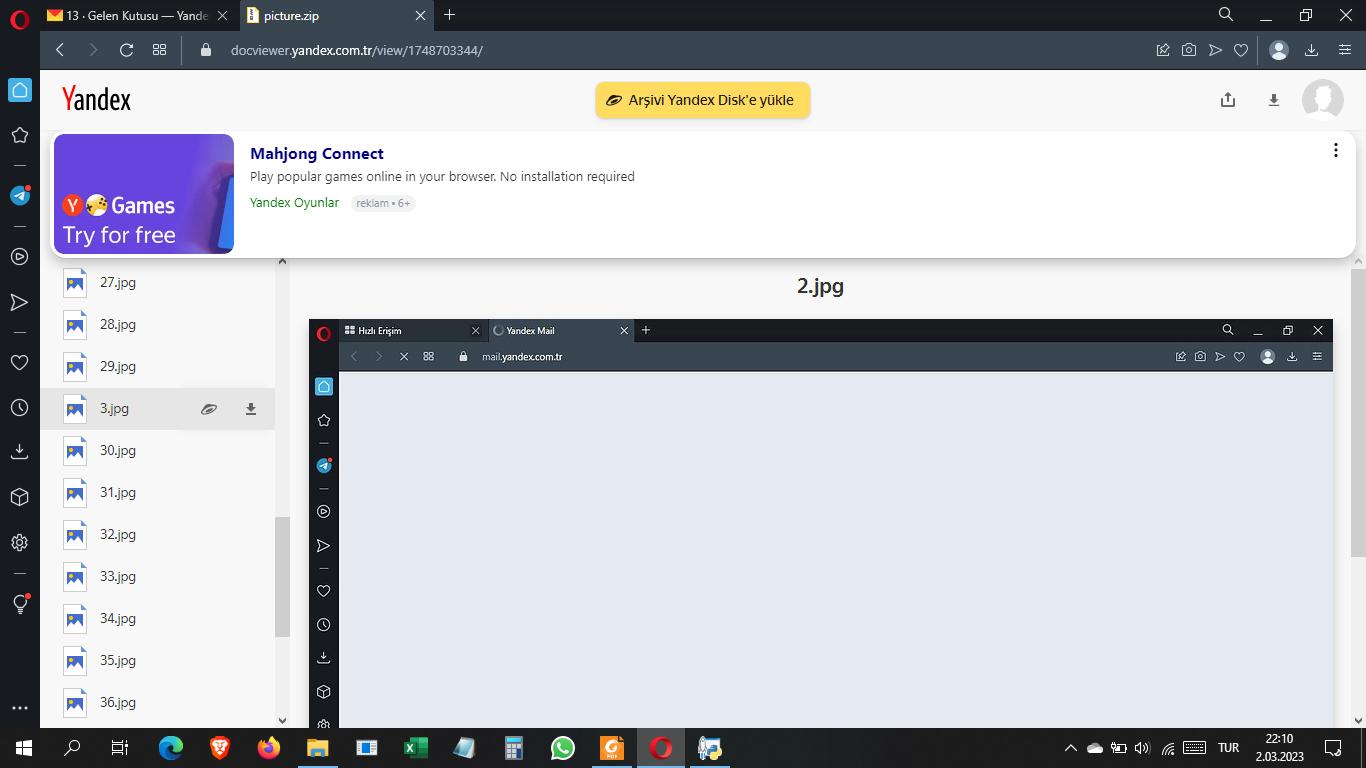 13 · Gelen Kutusu — Yande
picture.zip
docviewer.yandex.com.tr/view/1748703344/
Yandex
Arşivi Yandex Disk'e yükle
Y Games
Try for free
Mahjong Connect
Play popular games online in your browser. No installation required
Yandex Oyunlar
reklam • 6+
27.jpg
28.jpg
29.jpg
3.jpg
30.jpg
31.jpg
32.jpg
33.jpg
34.jpg
35.jpg
36.jpg
2.jpg
Hızlı Erişim
Yandex Mail
mail.yandex.com.tr
TUR
22:10
2.03.2023